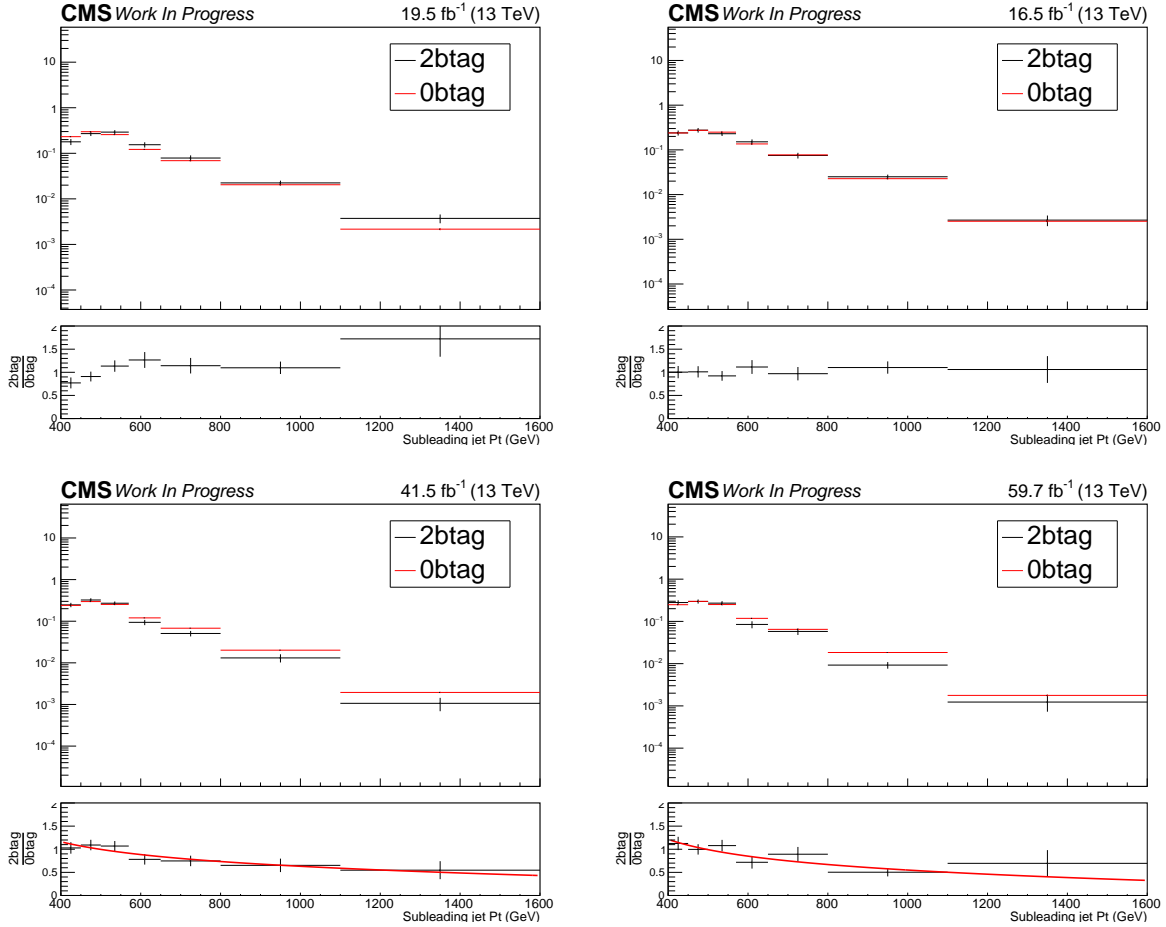 CMS Work In Progress 19.5 fb⁻¹ (13 TeV)
2btag
0btag
10
1
10⁻¹
10⁻²
10⁻³
10⁻⁴
2
1.5
1
0.5
0
2btag
0btag
400 600 800 1000 1200 1400 1600
Subleading jet Pt (GeV)
CMS Work In Progress 16.5 fb⁻¹ (13 TeV)
2btag
0btag
10
1
10⁻¹
10⁻²
10⁻³
10⁻⁴
2
1.5
1
0.5
0
2btag
0btag
400 600 800 1000 1200 1400 1600
Subleading jet Pt (GeV)
CMS Work In Progress 41.5 fb⁻¹ (13 TeV)
2btag
0btag
10
1
10⁻¹
10⁻²
10⁻³
10⁻⁴
2
1.5
1
0.5
0
2btag
0btag
400 600 800 1000 1200 1400 1600
Subleading jet Pt (GeV)
CMS Work In Progress 59.7 fb⁻¹ (13 TeV)
2btag
0btag
10
1
10⁻¹
10⁻²
10⁻³
10⁻⁴
2
1.5
1
0.5
0
2btag
0btag
400 600 800 1000 1200 1400 1600
Subleading jet Pt (GeV)